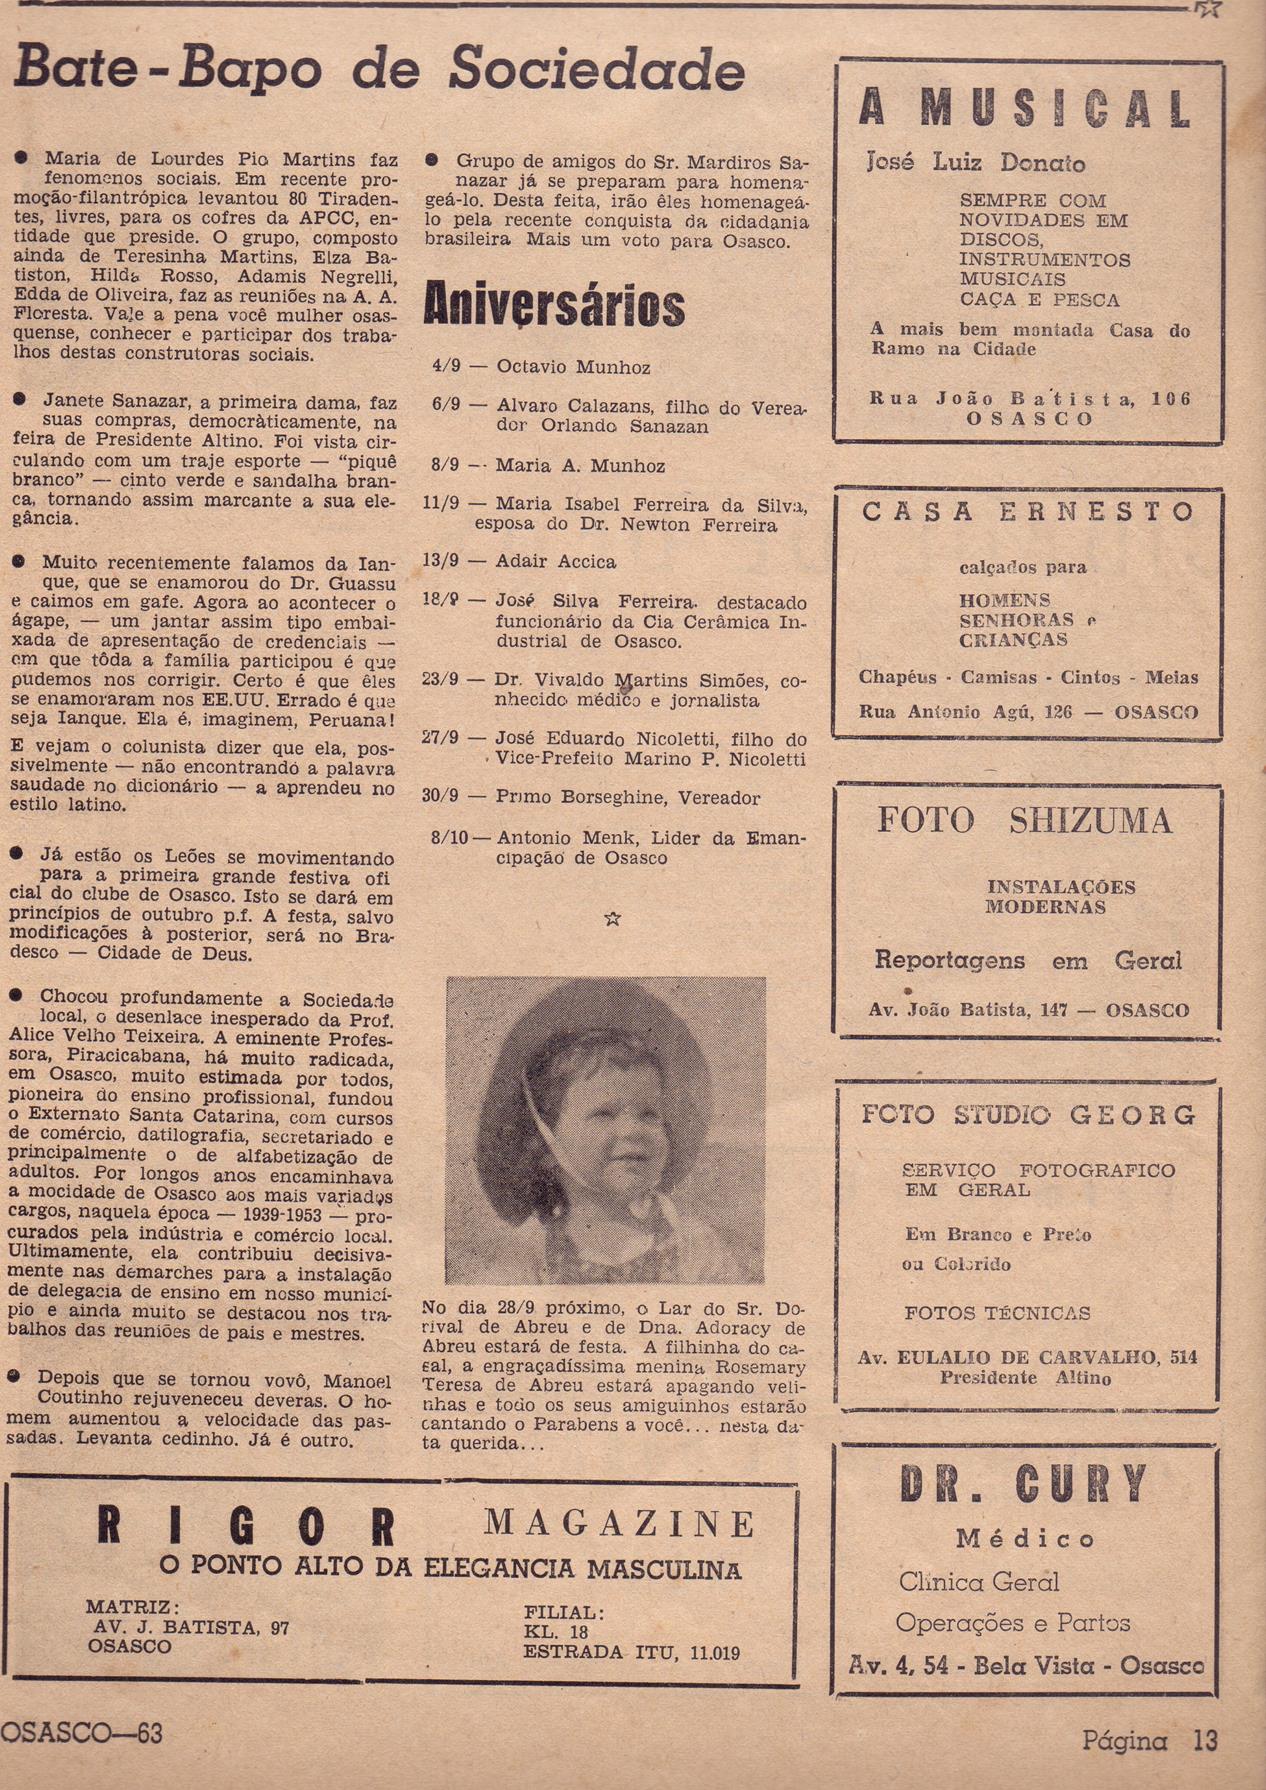 Bate-Bapo de Sociedade
● Maria de Lourdes Pio Martins faz
fenomenos sociais. Em recente pro-
moção-filantrópica levantou 80 Tiraden-
tes, livres, para os cofres da APCC, en-
tidade que preside. O grupo, composto
ainda de Teresinha Martins, Elza Ba-
tiston, Hilda Rosso, Adamis Negrelli,
Edda de Oliveira, faz as reuniões na A. A.
Floresta. Vale a pena você mulher osas-
quense, conhecer e participar dos traba-
lhos destas construtoras sociais.
● Janete Sanazar, a primeira dama, faz
suas compras, democràticamente, na
feira de Presidente Altino. Foi vista cir-
culando com um traje esporte — “piquê
branco” — cinto verde e sandalha bran-
ca, tornando assim marcante a sua ele-
gância.
● Muito recentemente falamos da Ian-
que, que se enamorou do Dr. Guassu
e caimos em gafe. Agora ao acontecer o
ágape, — um jantar assim tipo embai-
xada de apresentação de credenciais —
em que tôda a família participou é que
pudemos nos corrigir. Certo é que êles
se enamoraram nos EE.UU. Errado é que
seja Ianque. Ela é, imaginem, Peruana!
E vejam o colunista dizer que ela, pos-
sivelmente — não encontrando a palavra
saudade no dicionário — a aprendeu no
estilo latino.
● Já estão os Leões se movimentando
para a primeira grande festiva ofi
cial do clube de Osasco. Isto se dará em
princípios de outubro p.f. A festa, salvo
modificações à posterior, será no Bra-
desco — Cidade de Deus.
● Chocou profundamente a Sociedade
local, o desenlace inesperado da Prof.
Alice Velho Teixeira. A eminente Profes-
sora, Piracicabana, há muito radicada,
em Osasco, muito estimada por todos,
pioneira do ensino profissional, fundou
o Externato Santa Catarina, com cursos
de comércio, datilografia, secretariado e
principalmente o de alfabetização de
adultos. Por longos anos encaminhava
a mocidade de Osasco aos mais variados
cargos, naquela época — 1939-1953 — pro-
curados pela indústria e comércio local.
Ultimamente, ela contribuiu decisiva-
mente nas démarches para a instalação
de delegacia de ensino em nosso municí-
pio e ainda muito se destacou nos tra-
balhos das reuniões de pais e mestres.
● Depois que se tornou vovô, Manoel
Coutinho rejuveneceu deveras. O ho-
mem aumentou a velocidade das pas-
sadas. Levanta cedinho. Já é outro.
● Grupo de amigos do Sr. Mardiros Sa-
nazar já se preparam para homena-
geá-lo. Desta feita, irão êles homenageá-
lo pela recente conquista da cidadania
brasileira Mais um voto para Osasco.
Aniversários
4/9 — Octavio Munhoz
6/9 — Alvaro Calazans, filho do Verea-
dor Orlando Sanazan
8/9 — Maria A. Munhoz
11/9 — Maria Isabel Ferreira da Silva,
esposa do Dr. Newton Ferreira
13/9 — Adair Accica
18/9 — José Silva Ferreira. destacado
funcionário da Cia Cerâmica In-
dustrial de Osasco.
23/9 — Dr. Vivaldo Martins Simões, co-
nhecido médico e jornalista
27/9 — José Eduardo Nicoletti, filho do
Vice-Prefeito Marino P. Nicoletti
30/9 — Primo Borseghine, Vereador
8/10 — Antonio Menk, Lider da Eman-
cipação de Osasco
☆
No dia 28/9 próximo, o Lar do Sr. Do-
rival de Abreu e de Dna. Adoracy de
Abreu estará de festa. A filhinha do ca-
sal, a engraçadíssima menina Rosemary
Teresa de Abreu estará apagando veli-
nhas e todo os seus amiguinhos estarão
cantando o Parabens a você... nesta da-
ta querida...
RIGOR MAGAZINE
O PONTO ALTO DA ELEGANCIA MASCULINA
MATRIZ:
AV. J. BATISTA, 97
OSASCO
FILIAL:
KL. 18
ESTRADA ITU, 11.019
A MUSICAL
José Luiz Donato
SEMPRE COM
NOVIDADES EM
DISCOS,
INSTRUMENTOS
MUSICAIS
CAÇA E PESCA
A mais bem montada Casa do
Ramo na Cidade
Rua João Batista, 106
OSASCO
CASA ERNESTO
calçados para
HOMENS
SENHORAS e
CRIANÇAS
Chapéus - Camisas - Cintos - Meias
Rua Antonio Agú, 126 — OSASCO
FOTO SHIZUMA
INSTALAÇÕES
MODERNAS
Reportagens em Geral
Av. João Batista, 147 — OSASCO
FOTO STUDIO GEORG
SERVIÇO FOTOGRAFICO
EM GERAL
Em Branco e Preto
ou Colorido
FOTOS TÉCNICAS
Av. EULALIO DE CARVALHO, 514
Presidente Altino
DR. CURY
Médico
Clínica Geral
Operações e Partos
Av. 4, 54 - Bela Vista - Osasco
OSASCO—63
Página 13